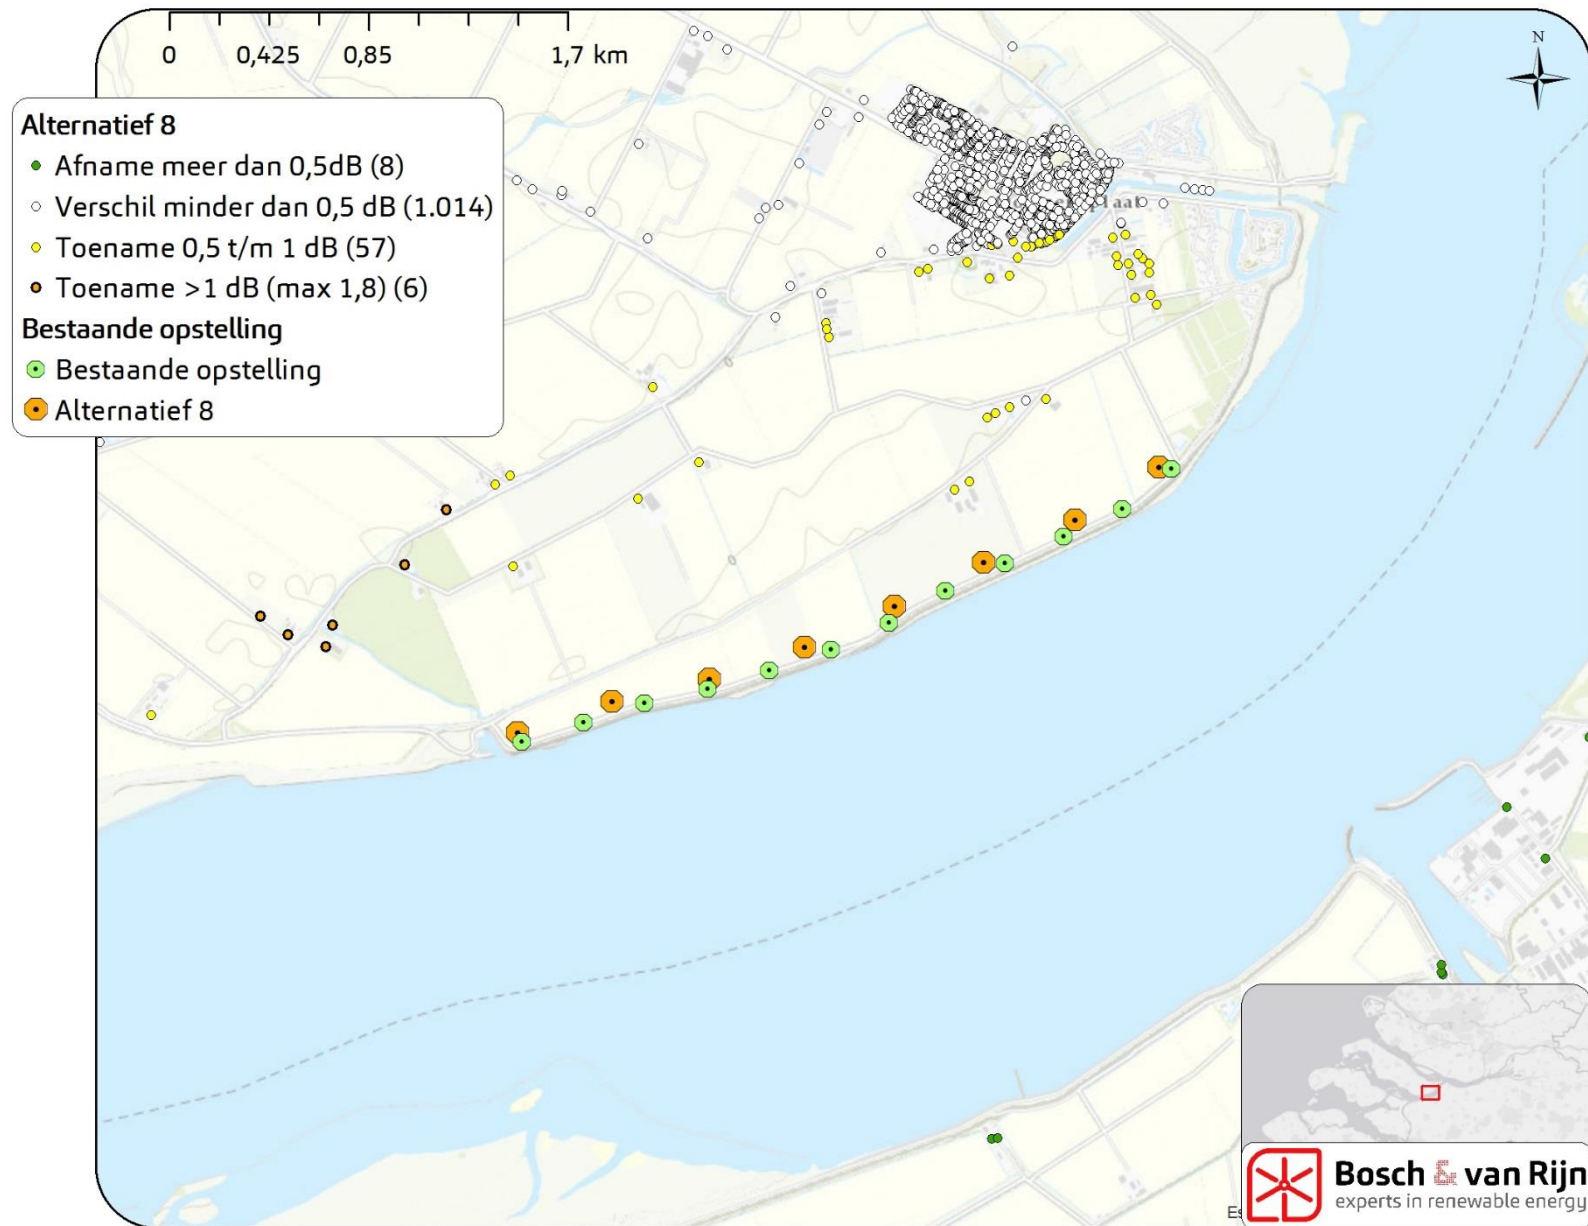 0 0,425 0,85 1,7 km
N
Alternatief 8
Afname meer dan 0,5dB (8)
Verschil minder dan 0,5 dB (1.014)
Toename 0,5 t/m 1 dB (57)
Toename >1 dB (max 1,8) (6)
Bestaande opstelling
Bestaande opstelling
Alternatief 8
0
0
Bosch & van Rijn
experts in renewable energy